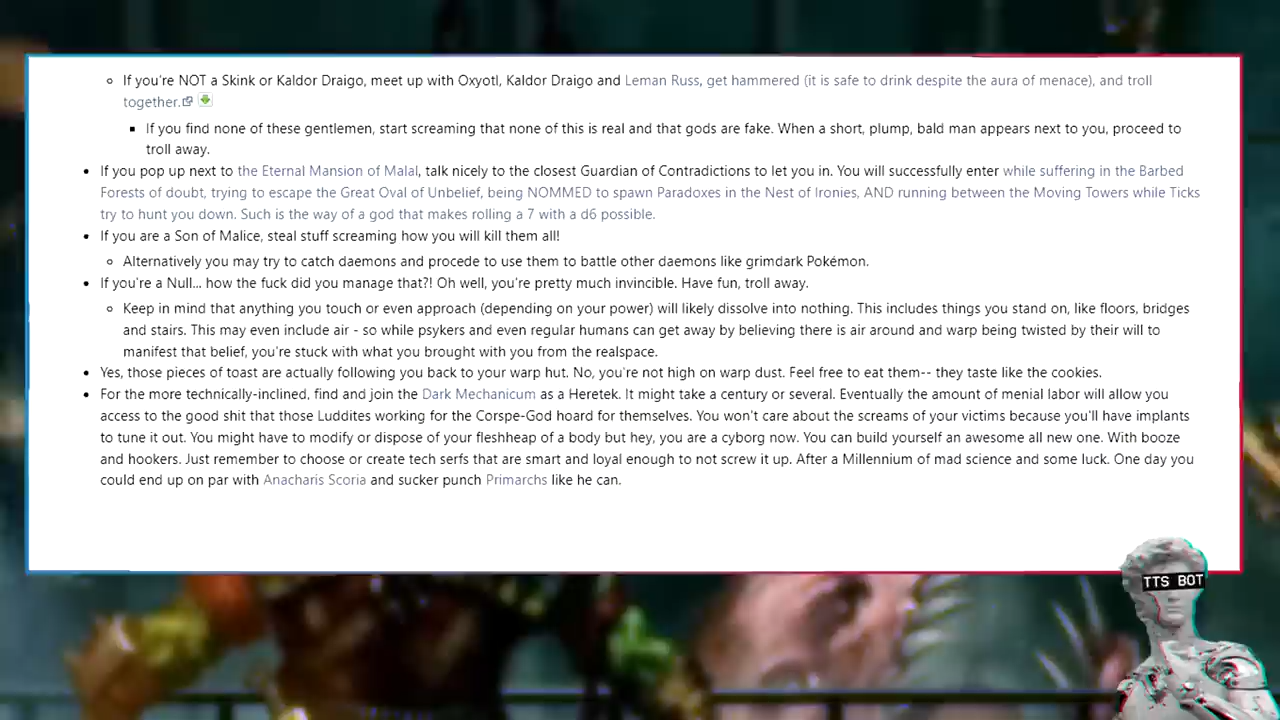 If you're NOT a Skink or Kaldor Draigo, meet up with Oxyotl, Kaldor Draigo and Leman Russ, get hammered (it is safe to drink despite the aura of menace), and troll
together.
If you find none of these gentlemen, start screaming that none of this is real and that gods are fake. When a short, plump, bald man appears next to you, proceed to
troll away.
If you pop up next to the Eternal Mansion of Malal, talk nicely to the closest Guardian of Contradictions to let you in. You will successfully enter while suffering in the Barbed
Forests of doubt, trying to escape the Great Oval of Unbelief, being NOMMED to spawn Paradoxes in the Nest of Ironies, AND running between the Moving Towers while Ticks
try to hunt you down. Such is the way of a god that makes rolling a 7 with a d6 possible.
If you are a Son of Malice, steal stuff screaming how you will kill them all!
Alternatively you may try to catch daemons and procede to use them to battle other daemons like grimdark Pokémon.
If you're a Null... how the fuck did you manage that?! Oh well, you're pretty much invincible. Have fun, troll away.
Keep in mind that anything you touch or even approach (depending on your power) will likely dissolve into nothing. This includes things you stand on, like floors, bridges
and stairs. This may even include air - so while psykers and even regular humans can get away by believing there is air around and warp being twisted by their will to
manifest that belief, you're stuck with what you brought with you from the realspace.
Yes, those pieces of toast are actually following you back to your warp hut. No, you're not high on warp dust. Feel free to eat them-- they taste like the cookies.
For the more technically-inclined, find and join the Dark Mechanicum as a Heretek. It might take a century or several. Eventually the amount of menial labor will allow you
access to the good shit that those Luddites working for the Corspe-God hoard for themselves. You won't care about the screams of your victims because you'll have implants
to tune it out. You might have to modify or dispose of your fleshheap of a body but hey, you are a cyborg now. You can build yourself an awesome all new one. With booze
and hookers. Just remember to choose or create tech serfs that are smart and loyal enough to not screw it up. After a Millennium of mad science and some luck. One day you
could end up on par with Anacharis Scoria and sucker punch Primarchs like he can.
TTS BOT